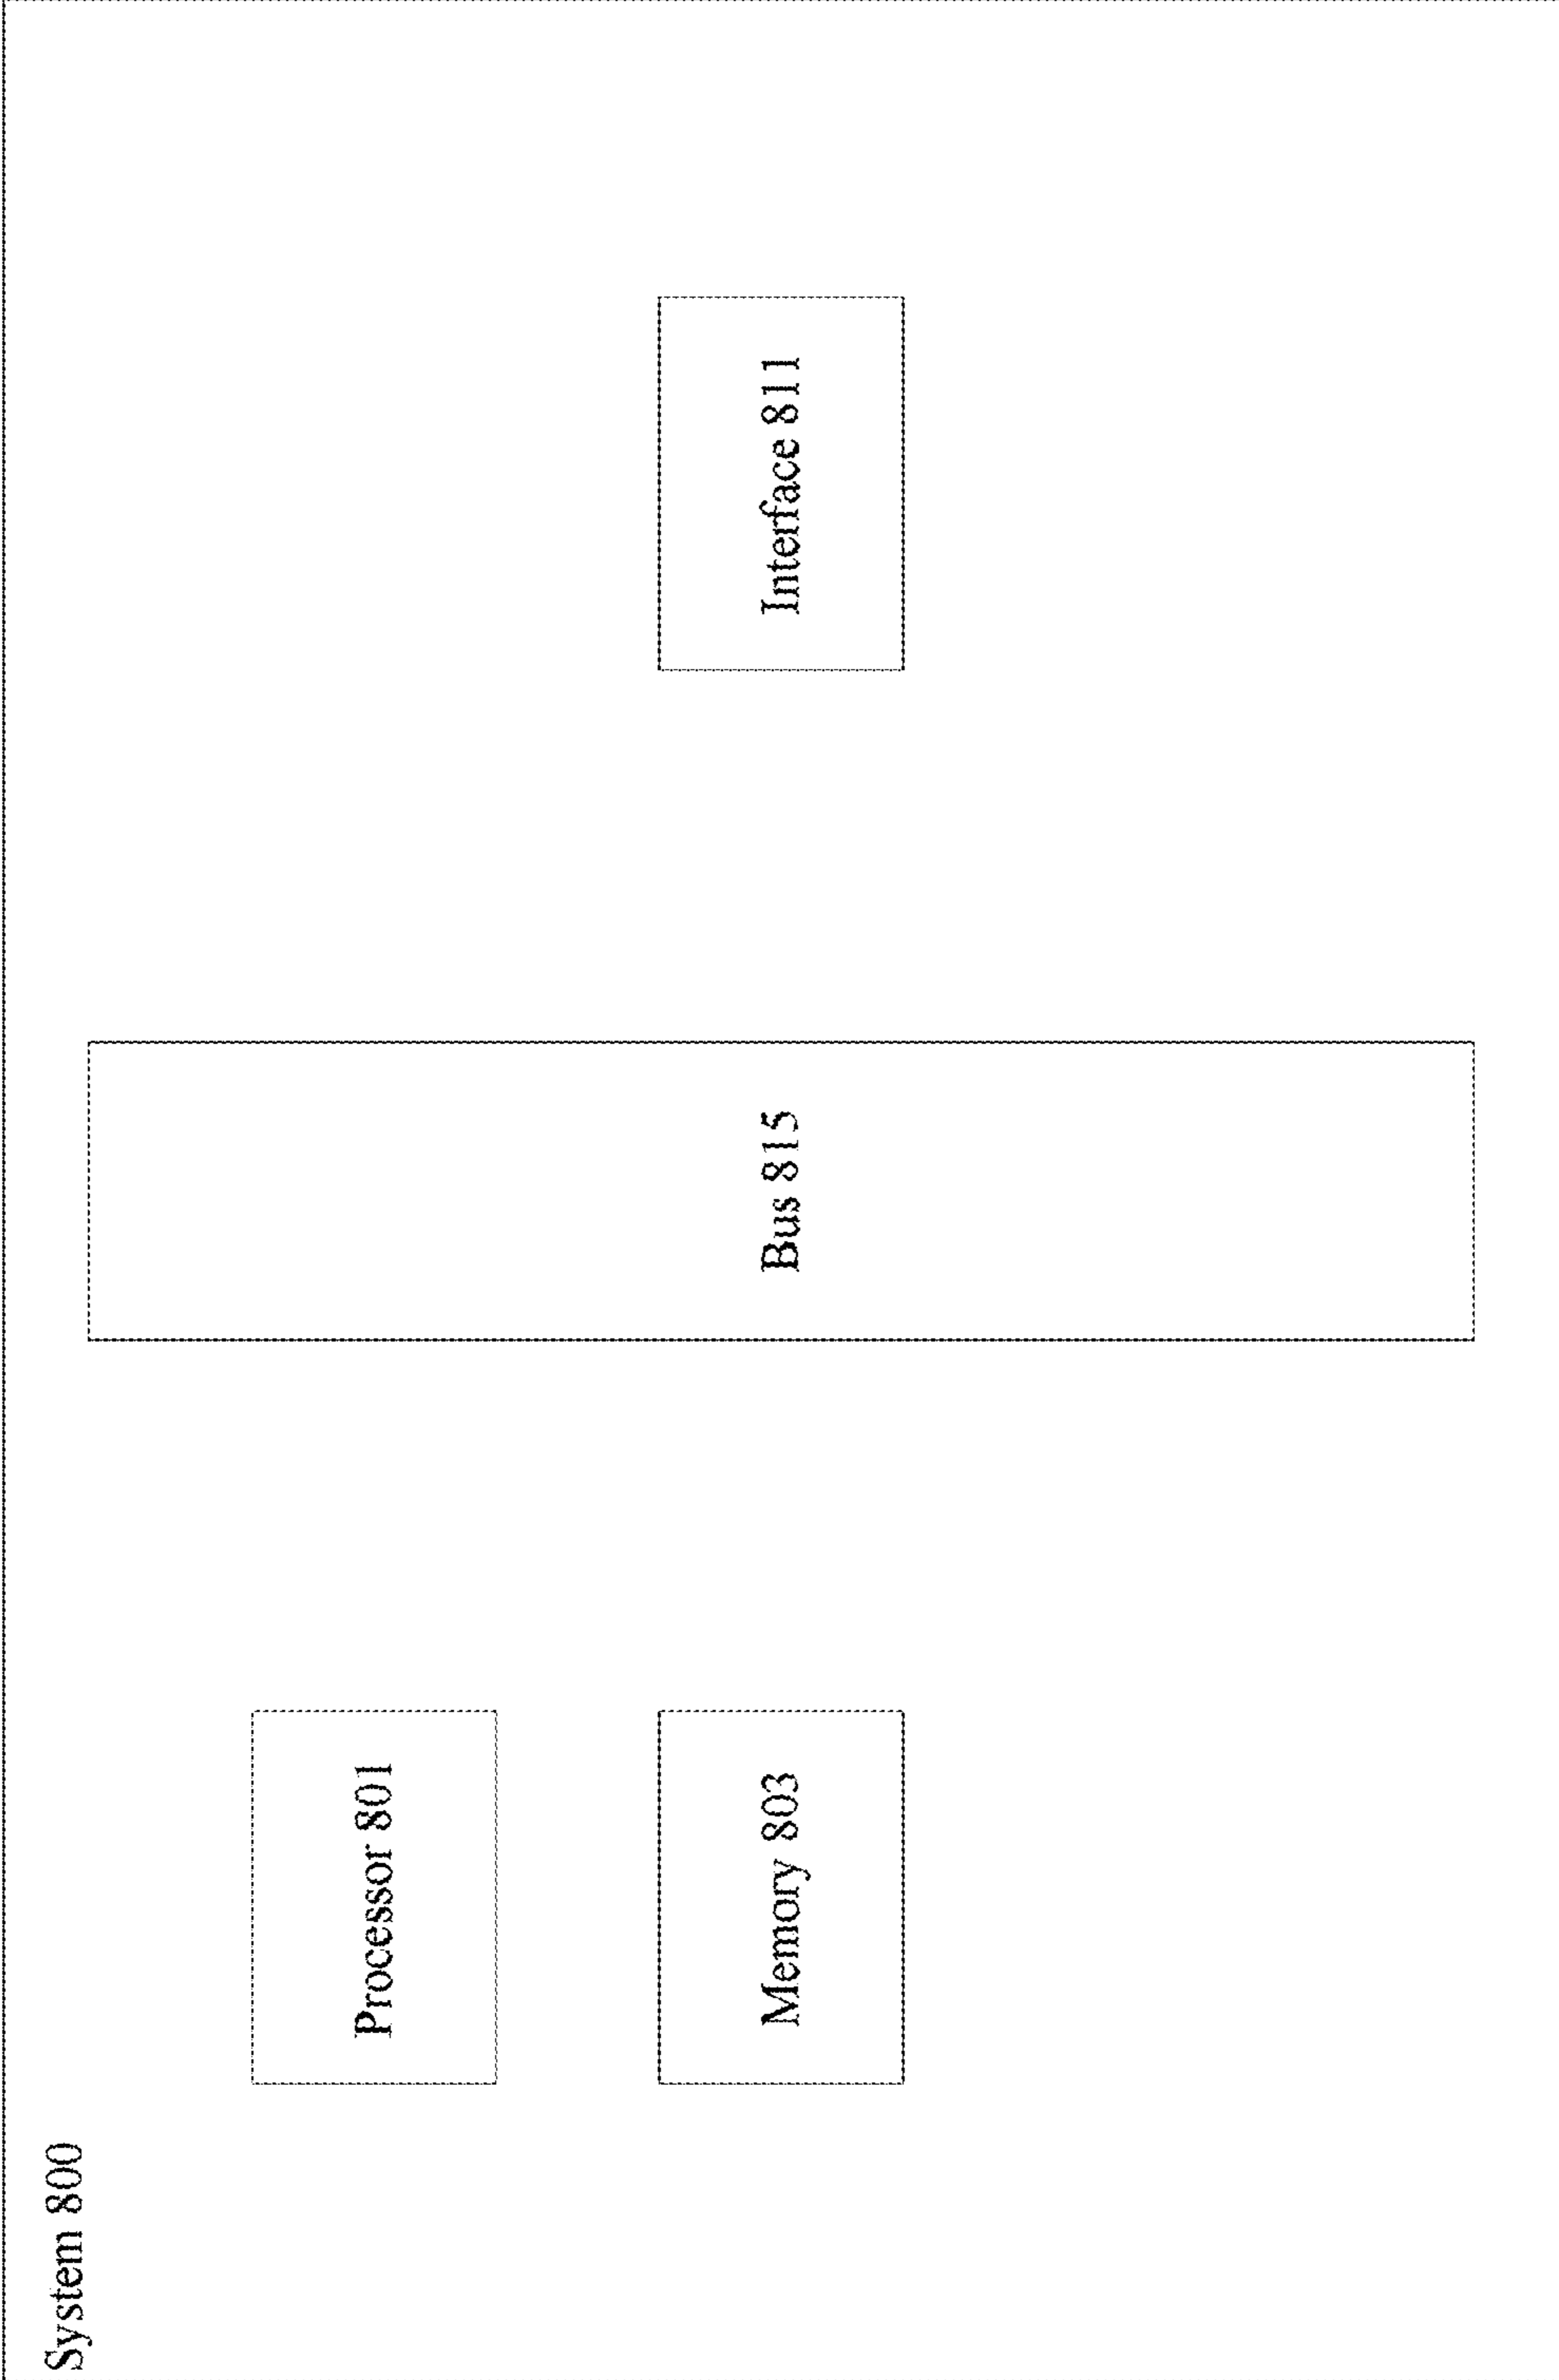 System 800
Processor 801
Memory 803
Bus 815
Interface 811